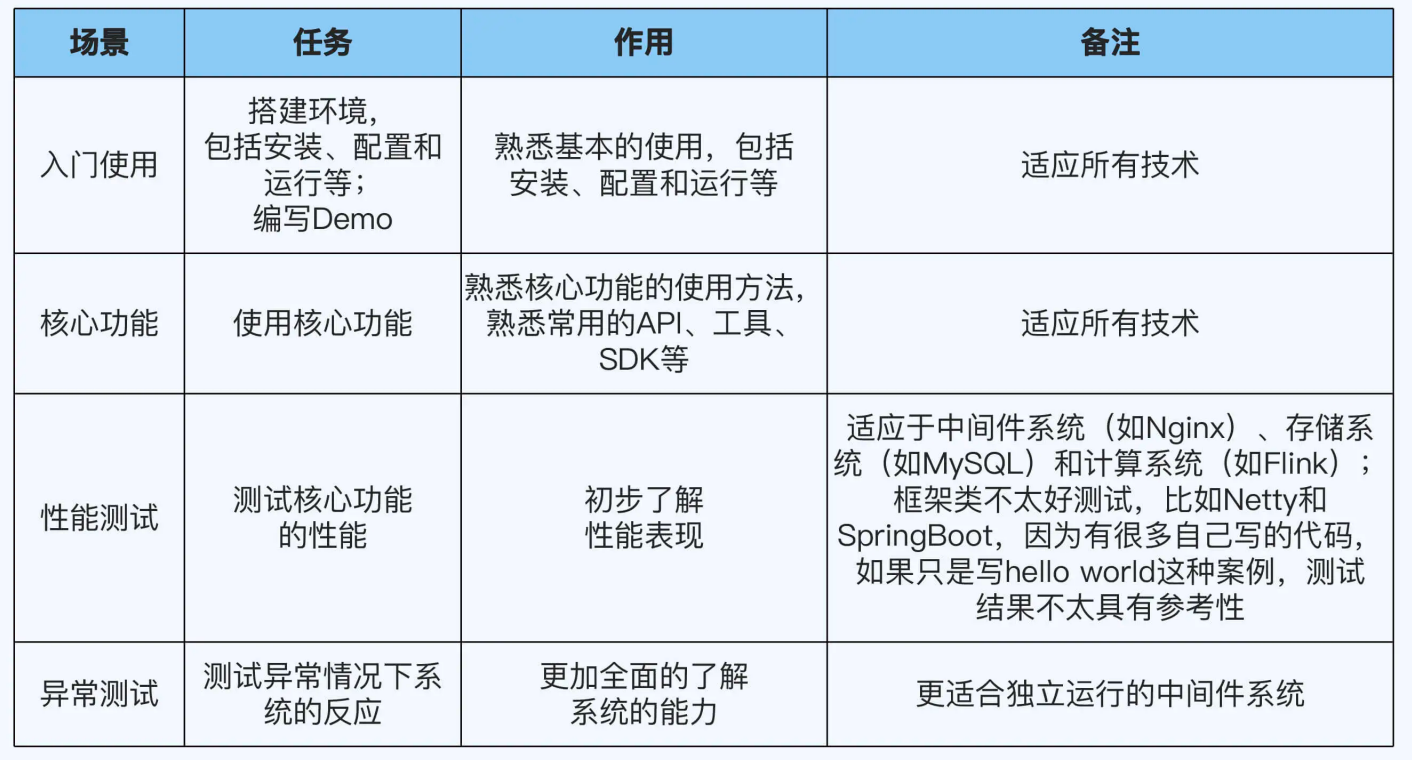 场景
任务
作用
备注
入门使用
搭建环境，
包括安装、配置和
运行等；
编写Demo
熟悉基本的使用，包括
安装、配置和运行等
适应所有技术
核心功能
使用核心功能
熟悉核心功能的使用方法，
熟悉常用的API、工具、
SDK等
适应所有技术
性能测试
测试核心功能
的性能
初步了解
性能表现
适应于中间件系统（如Nginx）、存储系
统（如MySQL）和计算系统（如Flink）；
框架类不太好测试，比如Netty和
SpringBoot，因为有很多自己写的代码，
如果只是写hello world这种案例，测试
结果不太具有参考性
异常测试
测试异常情况下系
统的反应
更加全面的了解
系统的能力
更适合独立运行的中间件系统